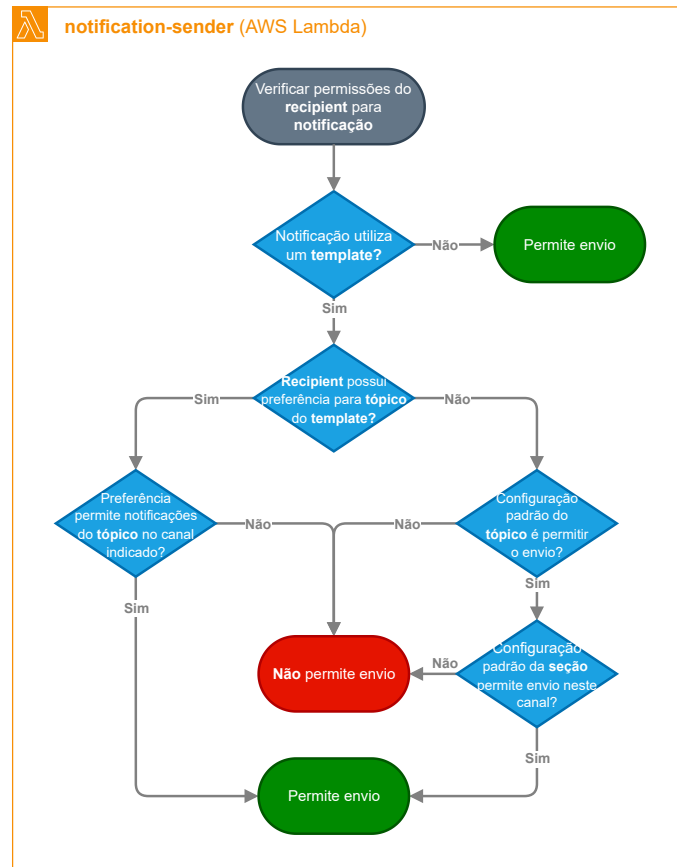 notification-sender (AWS Lambda)
Verificar permissões do
recipient para
notificação
Notificação utiliza
um template?
Não
Permite envio
Sim
Recipient possui
preferência para tópico
do template?
Sim
Não
Preferência
permite notificações
do tópico no canal
indicado?
Não
Não
Configuração
padrão do
tópico é permitir
o envio?
Sim
Sim
Não permite envio
Não
Configuração
padrão da seção
permite envio neste
canal?
Sim
Permite envio